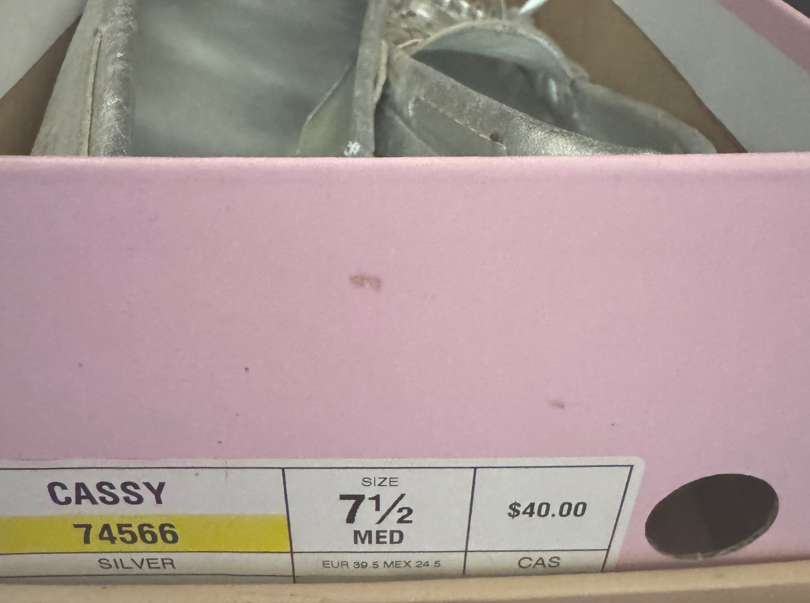 CASSY
74566
SILVER
SIZE
7½
MED
EUR 39.5 MEX 24.5
$40.00
CAS